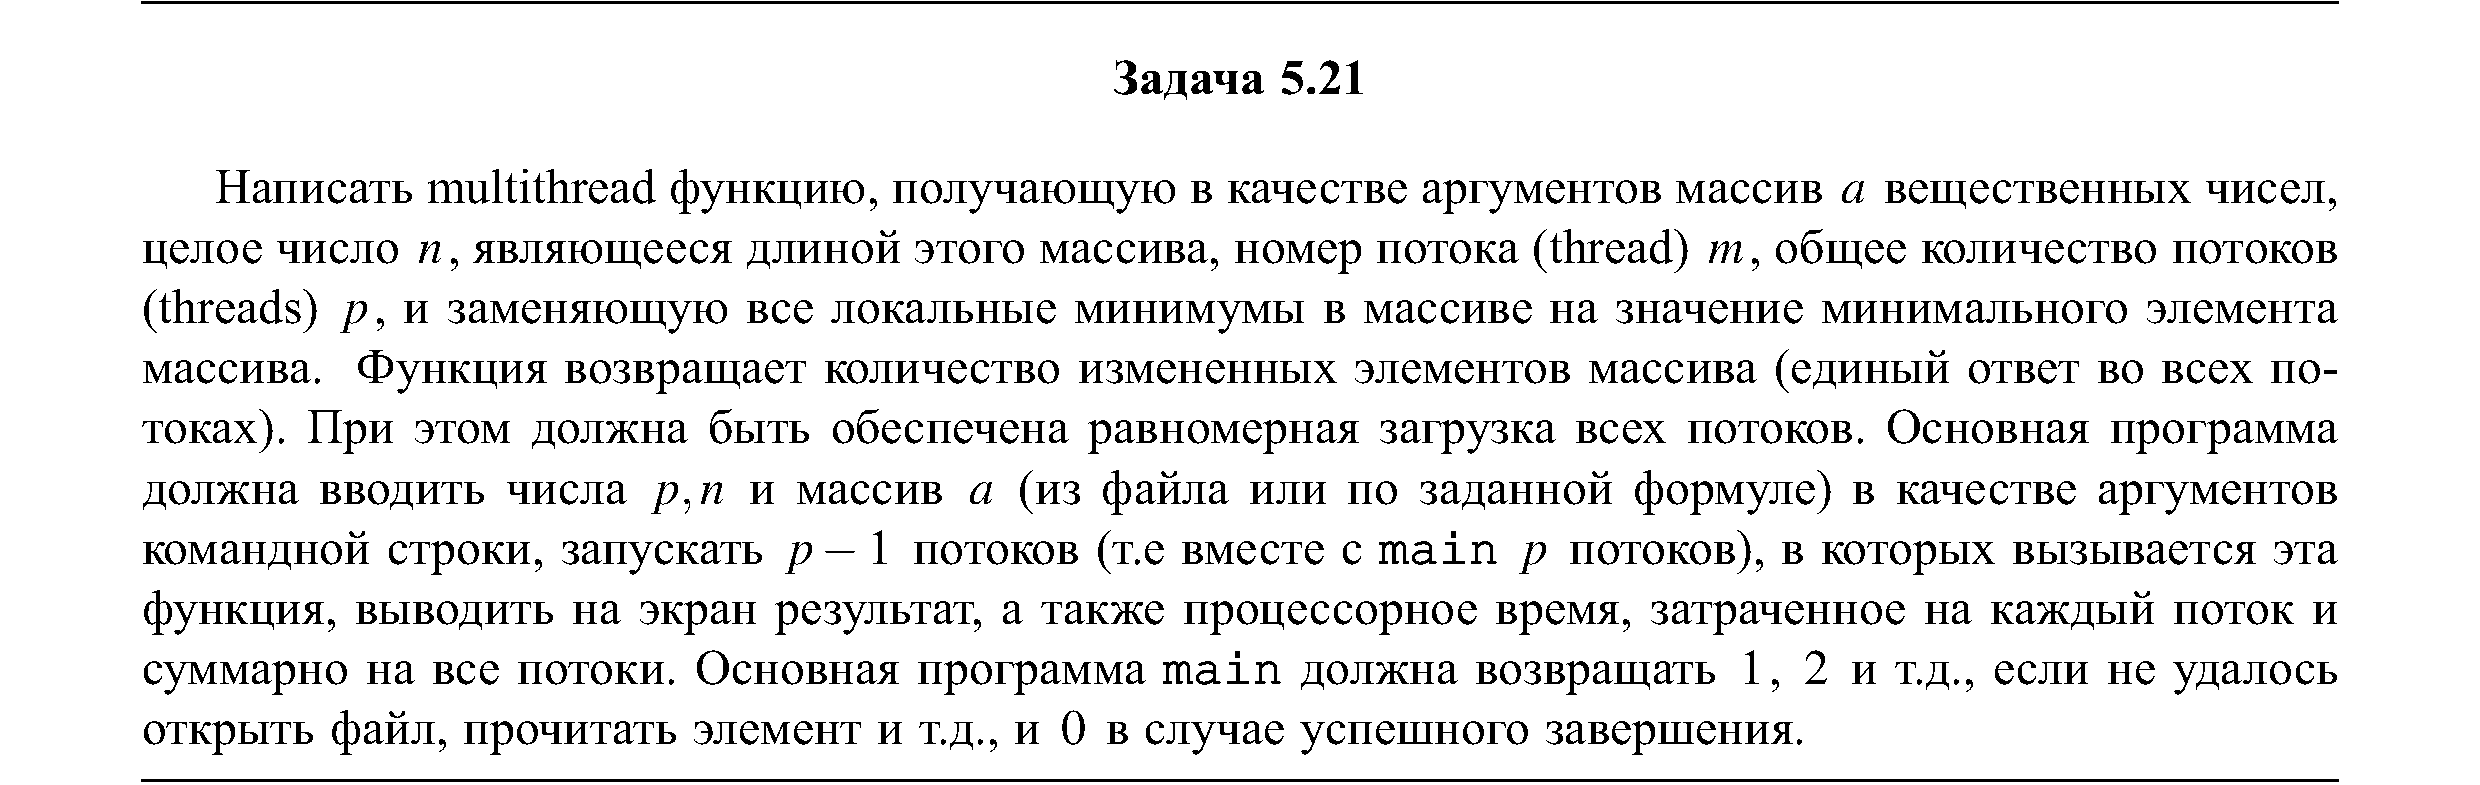 Задача 5.21
Написать multithread функцию, получающую в качестве аргументов массив a вещественных чисел,
целое число n, являющееся длиной этого массива, номер потока (thread) m, общее количество потоков
(threads) p, и заменяющую все локальные минимумы в массиве на значение минимального элемента
массива. Функция возвращает количество измененных элементов массива (единый ответ во всех по-
токах). При этом должна быть обеспечена равномерная загрузка всех потоков. Основная программа
должна вводить числа p, n и массив a (из файла или по заданной формуле) в качестве аргументов
командной строки, запускать p − 1 потоков (т.е вместе с main p потоков), в которых вызывается эта
функция, выводить на экран результат, а также процессорное время, затраченное на каждый поток и
суммарно на все потоки. Основная программа main должна возвращать 1, 2 и т.д., если не удалось
открыть файл, прочитать элемент и т.д., и 0 в случае успешного завершения.